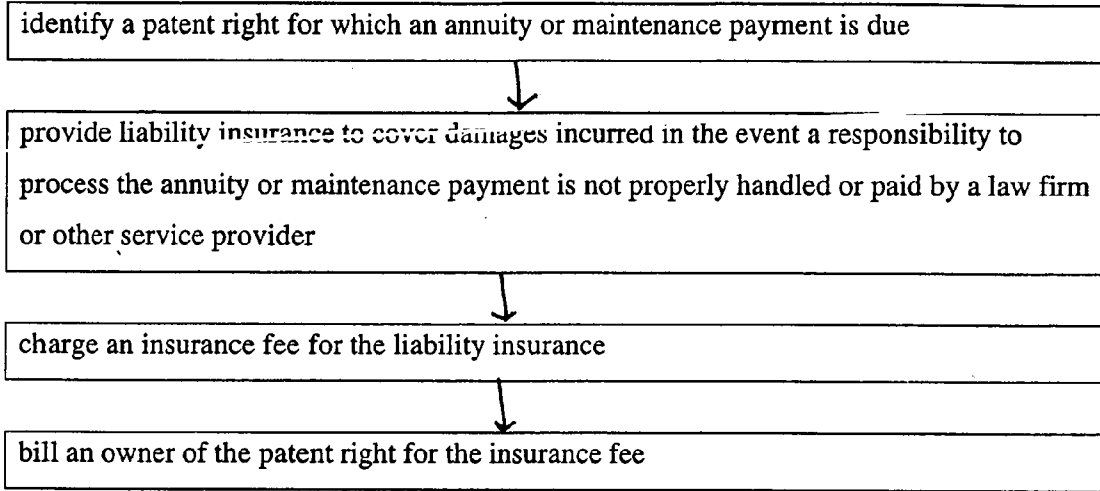 identify a patent right for which an annuity or maintenance payment is due
provide liability insurance to cover damages incurred in the event a responsibility to
process the annuity or maintenance payment is not properly handled or paid by a law firm
or other service provider
charge an insurance fee for the liability insurance
bill an owner of the patent right for the insurance fee